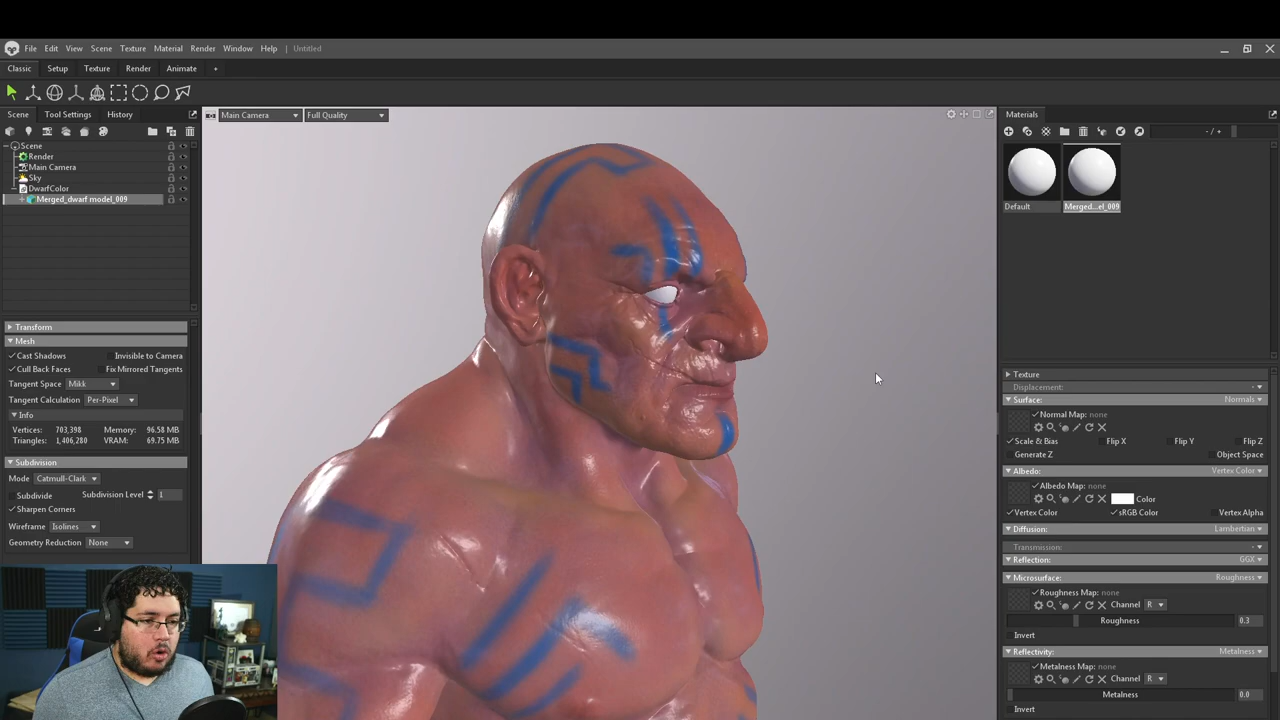 File Edit View Scene Texture Material Render Window Help Untitled
Classic Setup Texture Render Animate +
Scene Tool Settings History
Main Camera Full Quality
Materials
- / +
Scene
Render
Main Camera
Sky
DwarfColor
Merged_dwarf model_009
Default Merged...el_009
Transform
Mesh
Cast Shadows Invisible to Camera
Cull Back Faces Fix Mirrored Tangents
Tangent Space Mikk
Tangent Calculation Per-Pixel
Info
Vertices: 703,398 Memory: 96.58 MB
Triangles: 1,406,280 VRAM: 69.75 MB
Subdivision
Mode Catmull-Clark
Subdivide Subdivision Level 1
Sharpen Corners
Wireframe Isolines
Geometry Reduction None
Texture
Displacement:
Surface: Normals
Normal Map: none
Scale & Bias Flip X Flip Y Flip Z
Generate Z Object Space
Albedo: Vertex Color
Albedo Map: none
Color
Vertex Color sRGB Color Vertex Alpha
Diffusion: Lambertian
Transmission:
Reflection: GGX
Microsurface: Roughness
Roughness Map: none
Channel R
Roughness 0.3
Invert
Reflectivity: Metalness
Metalness Map: none
Channel R
Metalness 0.0
Invert